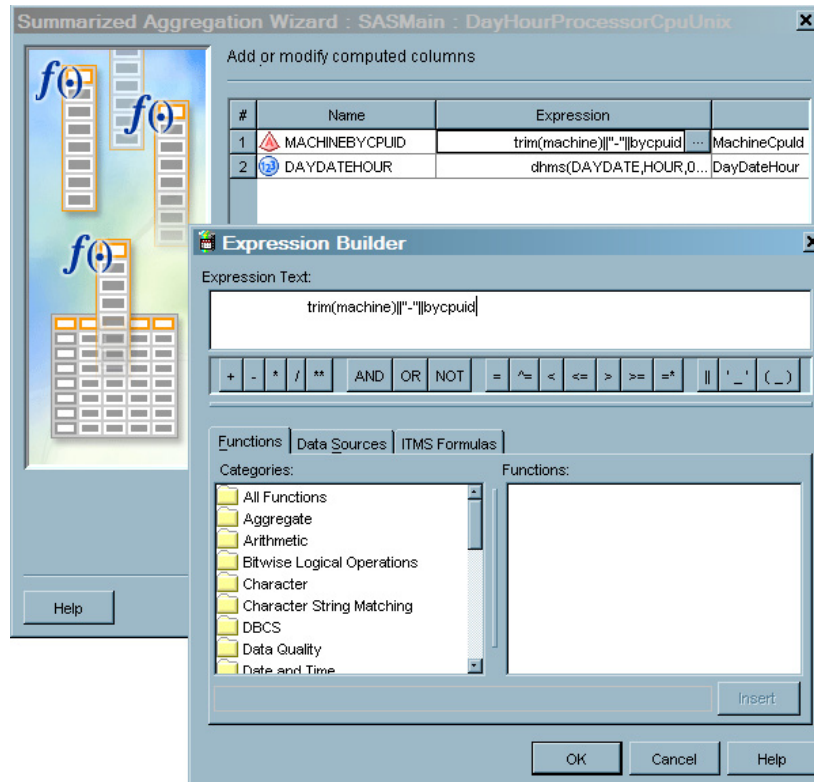 Summarized Aggregation Wizard : SASMain : DayHourProcessorCpuUnix
Add or modify computed columns
f(•)
f(•)
f(•)
# Name Expression
1 MACHINEBYCPUID trim(machine)||"-"||bycpuid ... MachineCpuId
2 123 DAYDATEHOUR dhms(DAYDATE,HOUR,0... DayDateHour
Help
Expression Builder
Expression Text:
trim(machine)||"-"||bycpuid
+ - * / ** AND OR NOT = ^= < <= > >= =* || '_' (_)
Functions Data Sources ITMS Formulas
Categories: Functions:
All Functions
Aggregate
Arithmetic
Bitwise Logical Operations
Character
Character String Matching
DBCS
Data Quality
Date and Time
Insert
OK Cancel Help